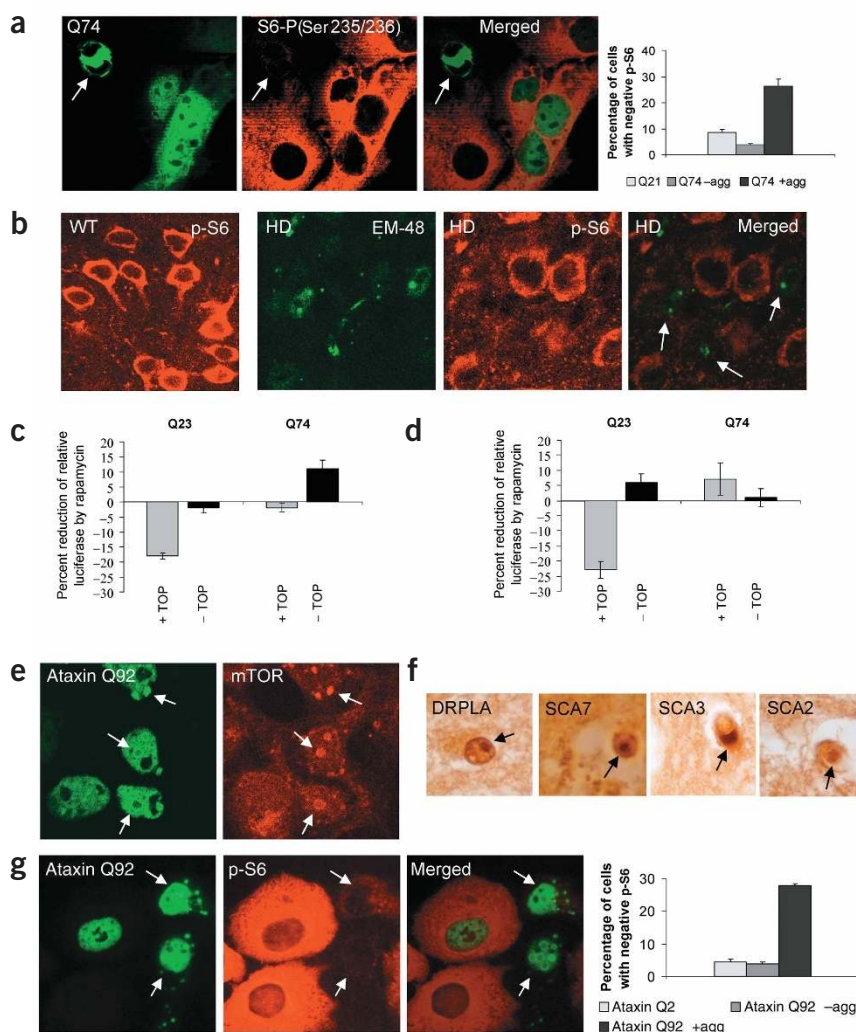 a
Q74
S6-P(Ser 235/236)
Merged
Percentage of cells
with negative p-S6
40
30
20
10
0
Q21 Q74 –agg Q74 +agg
b
WT p-S6
HD EM-48
HD p-S6
HD Merged
c
Q23 Q74
Percent reduction of relative
luciferase by rapamycin
20
15
10
5
0
–5
–10
–15
–20
–25
–30
+ TOP
– TOP
+ TOP
– TOP
d
Q23 Q74
Percent reduction of relative
luciferase by rapamycin
20
15
10
5
0
–5
–10
–15
–20
–25
–30
+ TOP
– TOP
+ TOP
– TOP
e
Ataxin Q92
mTOR
f
DRPLA
SCA7
SCA3
SCA2
g
Ataxin Q92
p-S6
Merged
Percentage of cells
with negative p-S6
30
20
10
0
Ataxin Q2 Ataxin Q92 –agg
Ataxin Q92 +agg